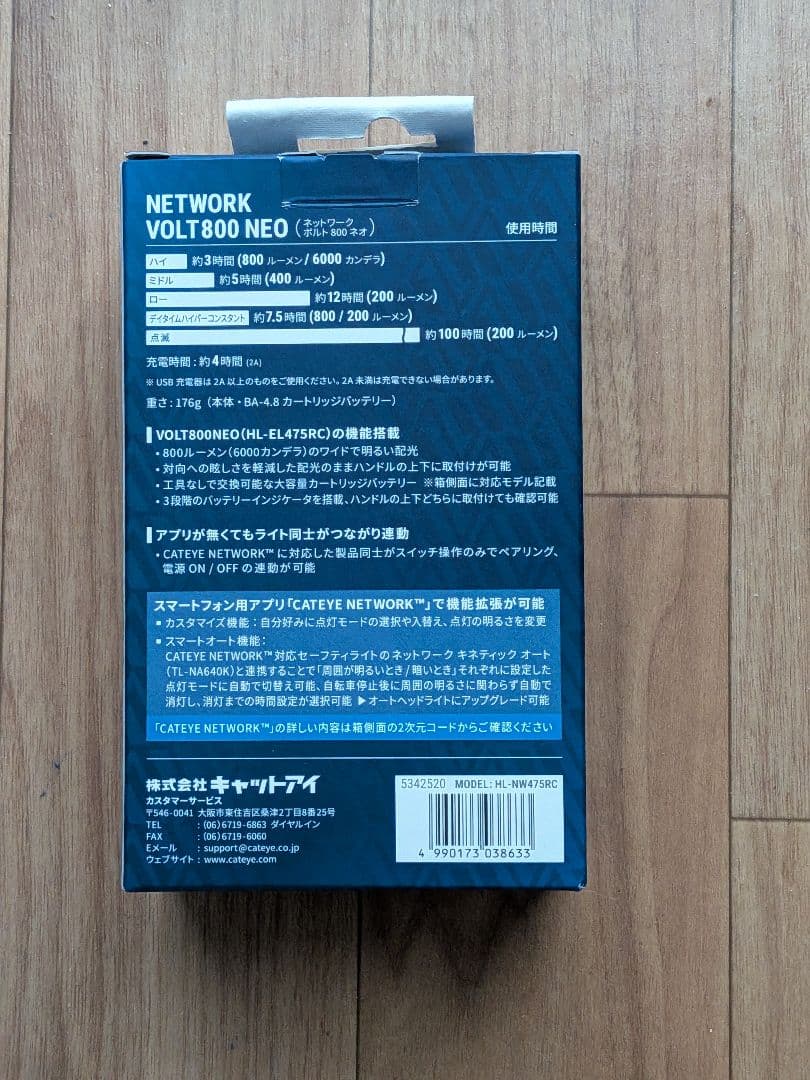 NETWORK
VOLT800 NEO (ネットワーク ボルト800 ネオ) 使用時間
ハイ 約3時間 (800 ルーメン / 6000 カンデラ)
ミドル 約5時間 (400 ルーメン)
ロー 約12時間 (200 ルーメン)
デイタイムハイパーコンスタント 約7.5時間 (800 / 200 ルーメン)
点滅 約100時間 (200 ルーメン)
充電時間 : 約4時間 (2A)
※ USB 充電器は 2A 以上のものをご使用ください。2A 未満は充電できない場合があります。
重さ : 176g (本体・BA-4.8 カートリッジバッテリー)
VOLT800NEO(HL-EL475RC)の機能搭載
・800ルーメン(6000カンデラ)のワイドで明るい配光
・対向への眩しさを軽減した配光のままハンドルの上下に取付けが可能
・工具なしで交換可能な大容量カートリッジバッテリー ※箱側面に対応モデル記載
・3段階のバッテリーインジケータを搭載、ハンドルの上下どちらに取付けても確認可能
アプリが無くてもライト同士がつながり連動
・CATEYE NETWORK™ に対応した製品同士がスイッチ操作のみでペアリング、
電源 ON / OFF の連動が可能
スマートフォン用アプリ「CATEYE NETWORK™」で機能拡張が可能
■ カスタマイズ機能 : 自分好みに点灯モードの選択や入替え、点灯の明るさを変更
■ スマートオート機能 :
CATEYE NETWORK™ 対応セーフティライトのネットワーク キネティック オート
(TL-NA640K)と連携することで「周囲が明るいとき / 暗いとき」それぞれに設定した
点灯モードに自動で切替え可能、自転車停止後に周囲の明るさに関わらず自動で
消灯し、消灯までの時間設定が選択可能 ▶オートヘッドライトにアップグレード可能
「CATEYE NETWORK™」の詳しい内容は箱側面の2次元コードからご確認ください
株式会社 キャットアイ
カスタマーサービス
〒546-0041 大阪市東住吉区桑津2丁目8番25号
TEL : (06)6719-6863 ダイヤルイン
FAX : (06)6719-6060
Eメール : support@cateye.co.jp
ウェブサイト : www.cateye.com
5342520 MODEL: HL-NW475RC
4 990173 038633